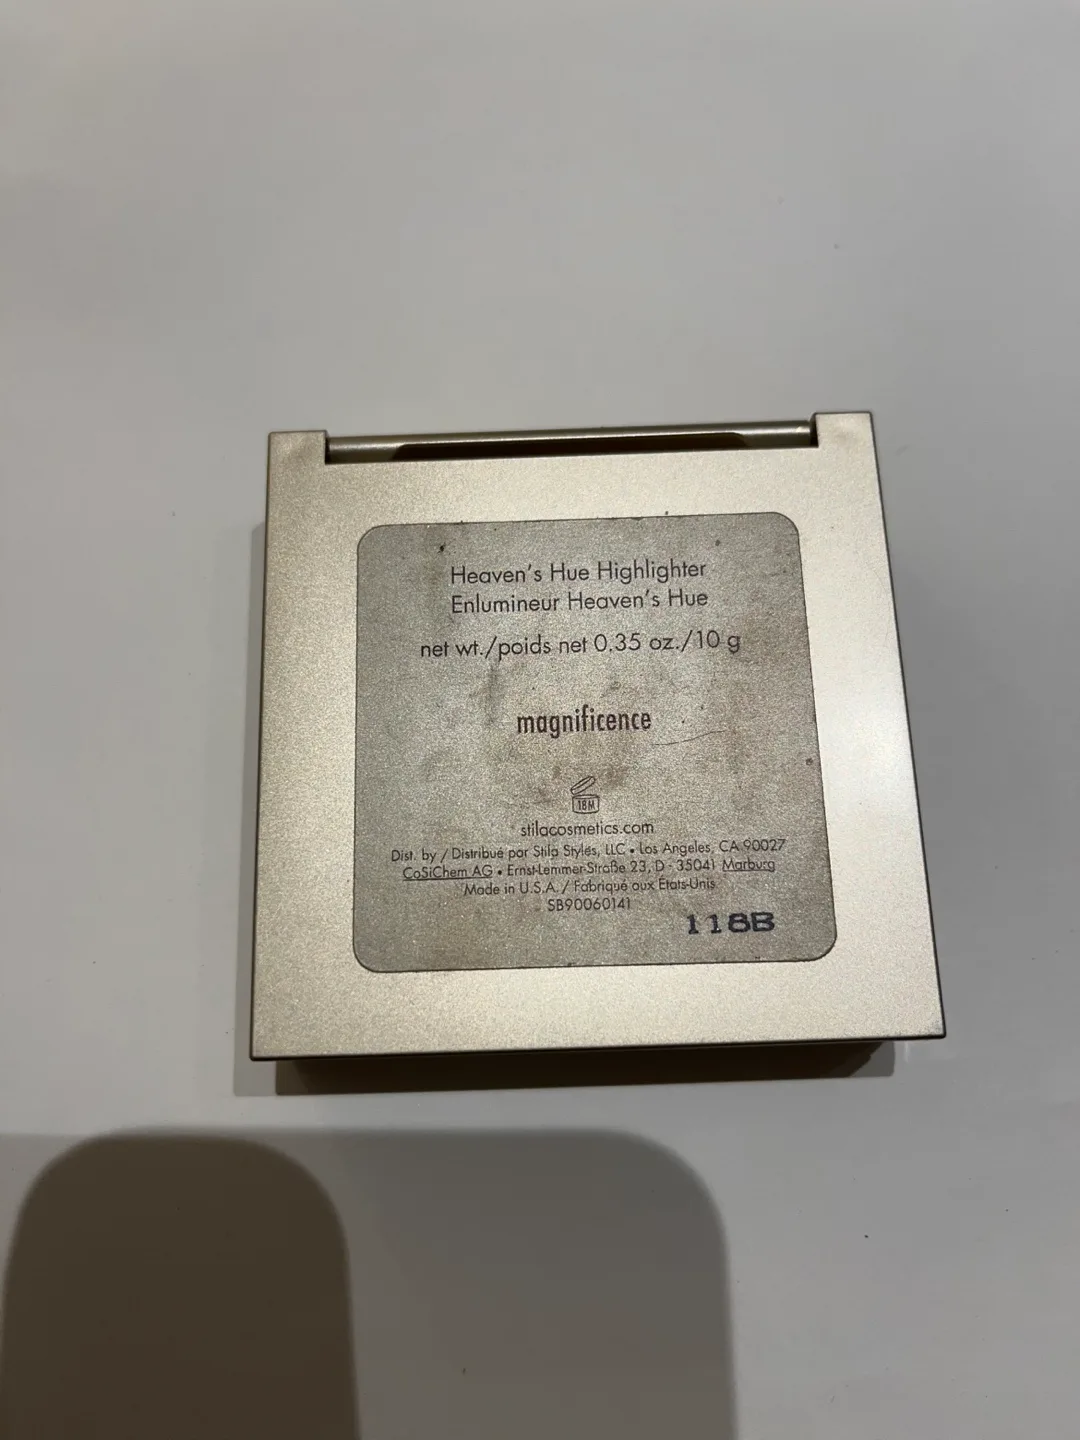 Heaven's Hue Highlighter
Enlumineur Heaven's Hue
net wt./poids net 0.35 oz./10 g
magnificence
18M
stilacosmetics.com
Dist. by / Distribué par Stila Styles, LLC • Los Angeles, CA 90027
CoSiChem AG • Ernst-Lemmer-Straße 23, D - 35041 Marburg
Made in U.S.A. / Fabriqué aux États-Unis
SB90060141
118B